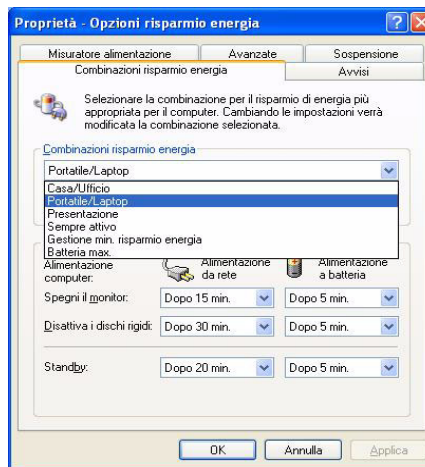 Proprietà - Opzioni risparmio energia
Misuratore alimentazione Avanzate Sospensione
Combinazioni risparmio energia Avvisi
Selezionare la combinazione per il risparmio di energia più
appropriata per il computer. Cambiando le impostazioni verrà
modificata la combinazione selezionata.
Combinazioni risparmio energia
Portatile/Laptop
Casa/Ufficio
Portatile/Laptop
Presentazione
Sempre attivo
Gestione min. risparmio energia
Batteria max.
Alimentazione computer: Alimentazione da rete Alimentazione a batteria
Spegni il monitor: Dopo 15 min. Dopo 5 min.
Disattiva i dischi rigidi: Dopo 30 min. Dopo 5 min.
Standby: Dopo 20 min. Dopo 5 min.
OK Annulla Applica